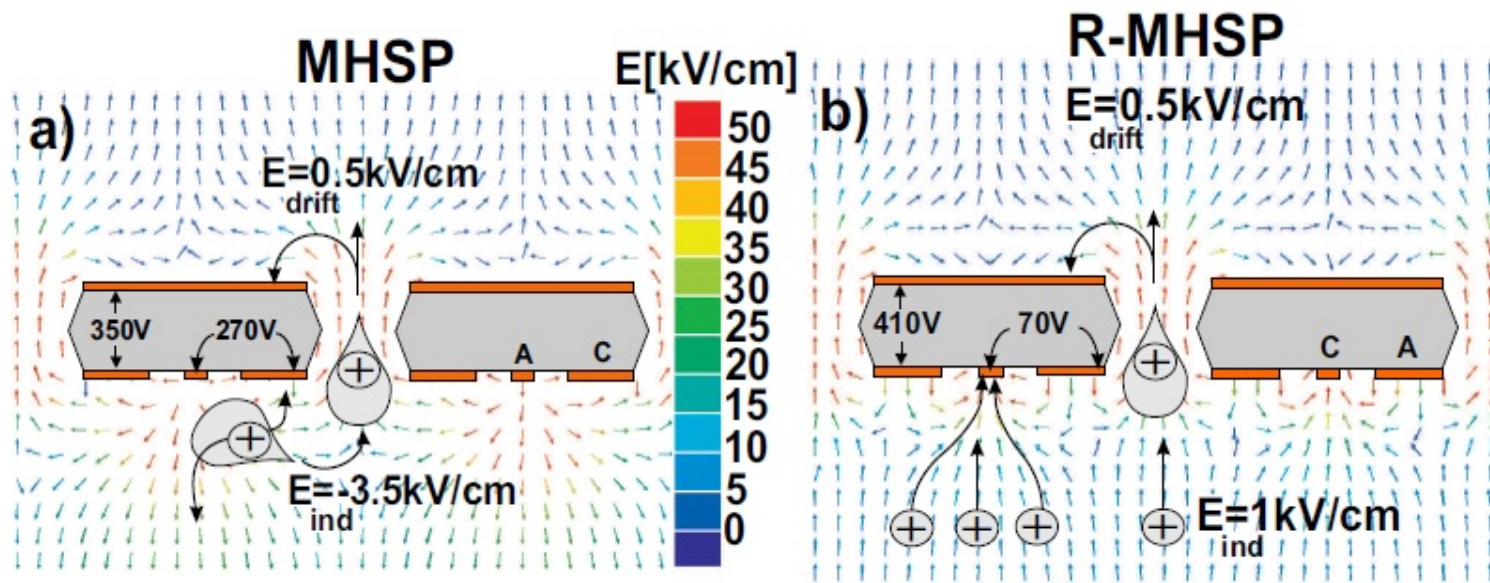 MHSP
a)
E=0.5kV/cm
drift
350V
270V
A
C
E=-3.5kV/cm
ind
E[kV/cm]
50
45
40
35
30
25
20
15
10
5
0
R-MHSP
b)
E=0.5kV/cm
drift
410V
70V
C
A
+
+
+
+
+
+
+
E=1kV/cm
ind